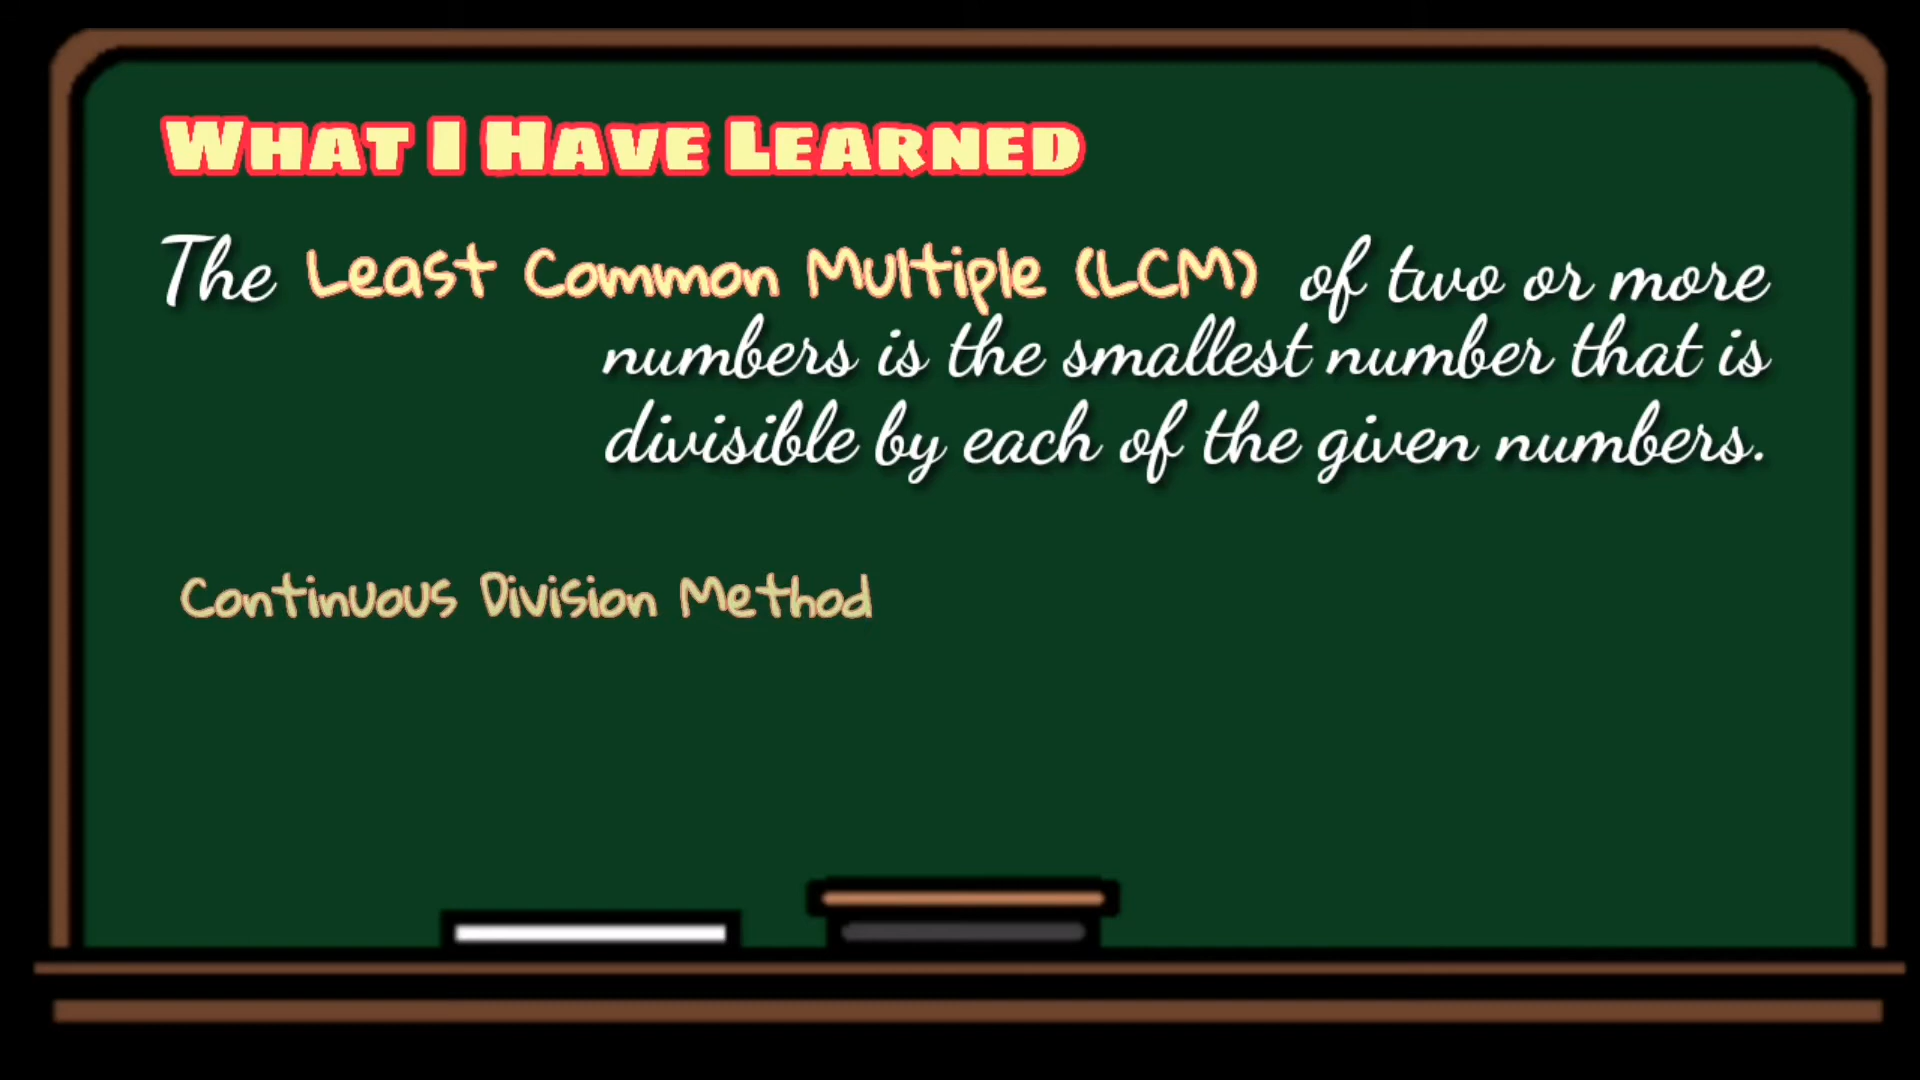 What I Have Learned
The Least Common Multiple (LCM) of two or more
numbers is the smallest number that is
divisible by each of the given numbers.
Continuous Division Method